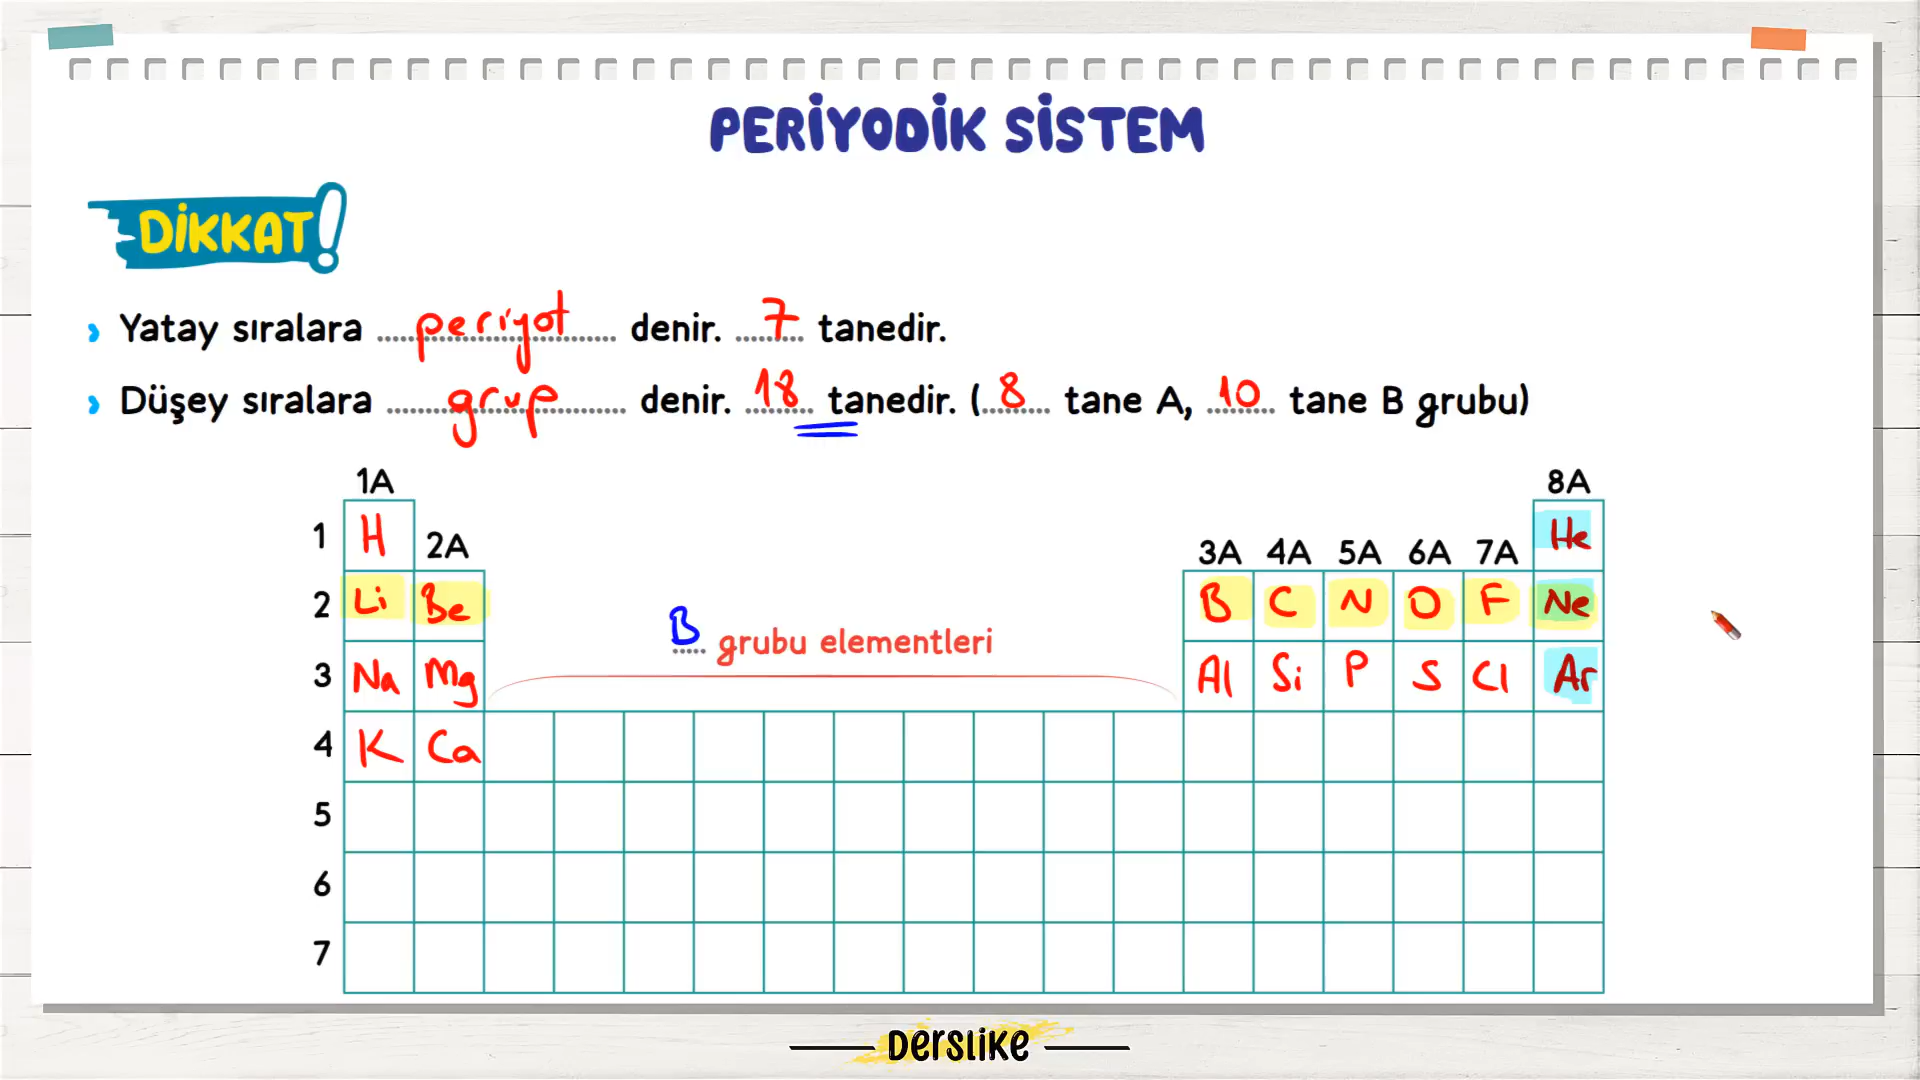 PERİYODİK SİSTEM
DİKKAT!
› Yatay sıralara periyot denir. 7 tanedir.
› Düşey sıralara grup denir. 18 tanedir. (8 tane A, 10 tane B grubu)
1A 8A
1 H 2A 3A 4A 5A 6A 7A He
2 Li Be B C N O F Ne
B grubu elementleri
3 Na Mg Al Si P S Cl Ar
4 K Ca
5
6
7
DERSLIKE